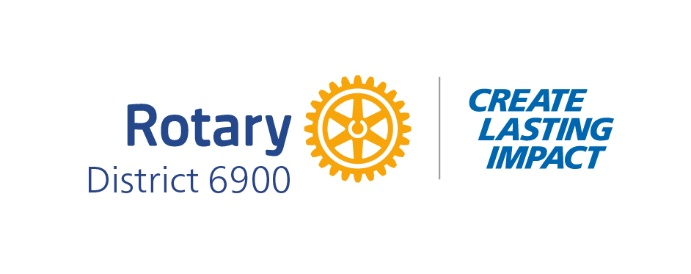 Rotary
District 6900
CREATE
LASTING
IMPACT